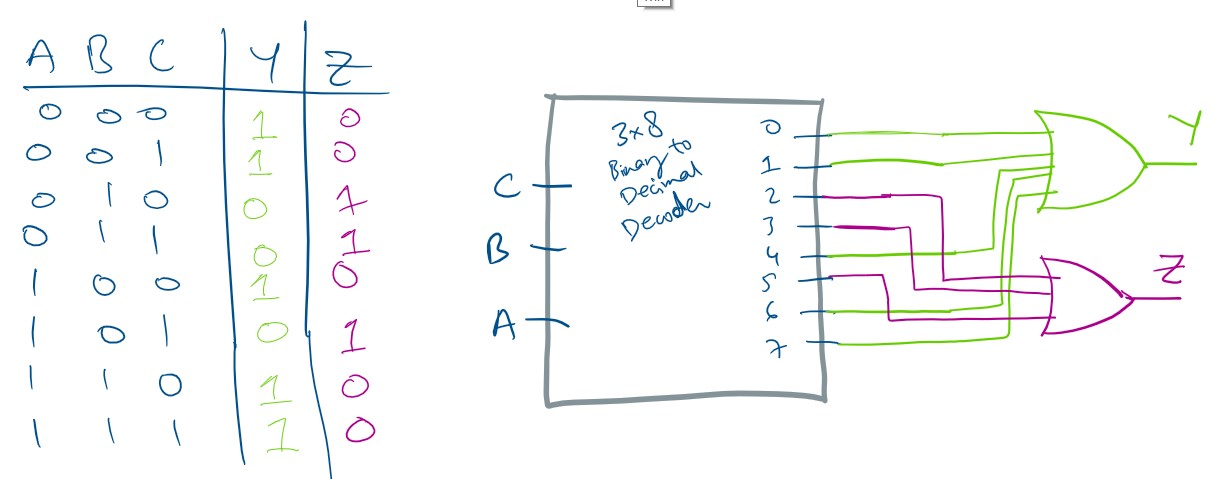 A B C Y Z
0 0 0 1 0
0 0 1 1 0
0 1 0 0 1
0 1 1 0 1
1 0 0 1 0
1 0 1 0 1
1 1 0 1 0
1 1 1 1 0
3x8
Binary to
Decimal
Decoder
C
B
A
0
1
2
3
4
5
6
7
Y
Z